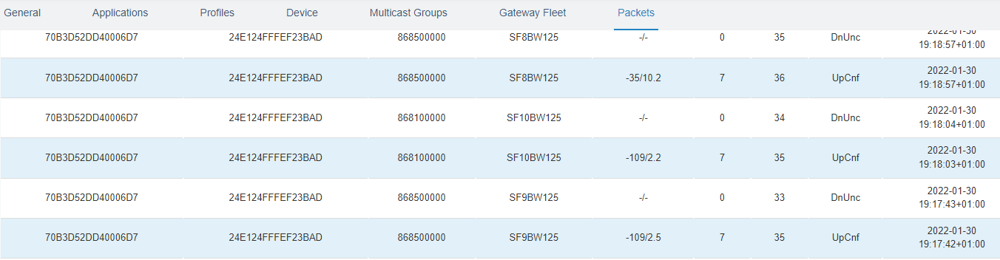 General Applications Profiles Device Multicast Groups Gateway Fleet Packets
70B3D52DD40006D7 24E124FFFEF23BAD 868500000 SF8BW125 -/- 0 35 DnUnc 2022-01-30
19:18:57+01:00
70B3D52DD40006D7 24E124FFFEF23BAD 868500000 SF8BW125 -35/10.2 7 36 UpCnf 2022-01-30
19:18:57+01:00
70B3D52DD40006D7 24E124FFFEF23BAD 868100000 SF10BW125 -/- 0 34 DnUnc 2022-01-30
19:18:04+01:00
70B3D52DD40006D7 24E124FFFEF23BAD 868100000 SF10BW125 -109/2.2 7 35 UpCnf 2022-01-30
19:18:03+01:00
70B3D52DD40006D7 24E124FFFEF23BAD 868500000 SF9BW125 -/- 0 33 DnUnc 2022-01-30
19:17:43+01:00
70B3D52DD40006D7 24E124FFFEF23BAD 868500000 SF9BW125 -109/2.5 7 35 UpCnf 2022-01-30
19:17:42+01:00